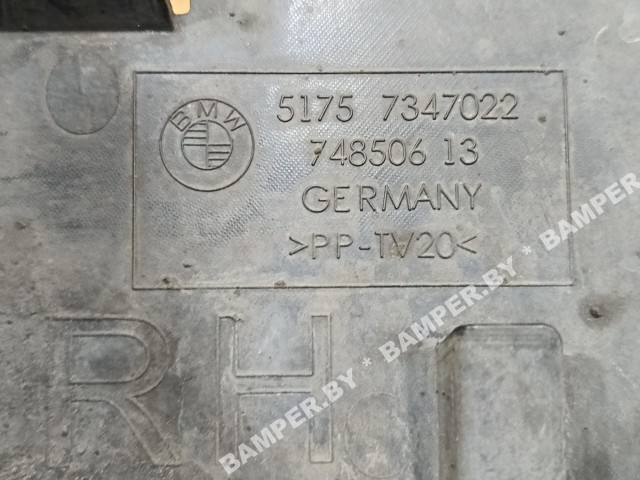 BMW
5175 7347022
748506 13
GERMANY
>PP-TV20<
RH
BAMPER.BY * BAMPER.BY * BAMPER